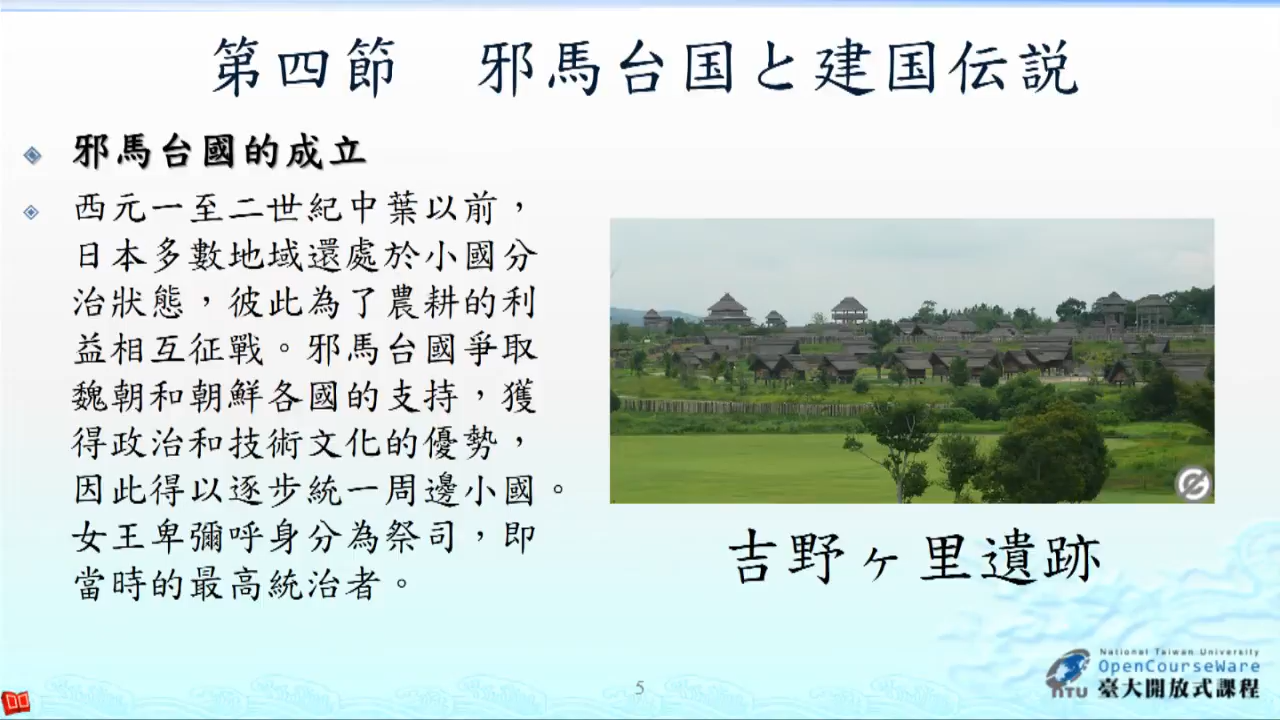 第四節　邪馬台国と建国伝説
邪馬台國的成立
西元一至二世紀中葉以前，
日本多數地域還處於小國分
治狀態，彼此為了農耕的利
益相互征戰。邪馬台國爭取
魏朝和朝鮮各國的支持，獲
得政治和技術文化的優勢，
因此得以逐步統一周邊小國。
女王卑彌呼身分為祭司，即
當時的最高統治者。
吉野ヶ里遺跡
National Taiwan University
OpenCourseWare
NTU 臺大開放式課程
5